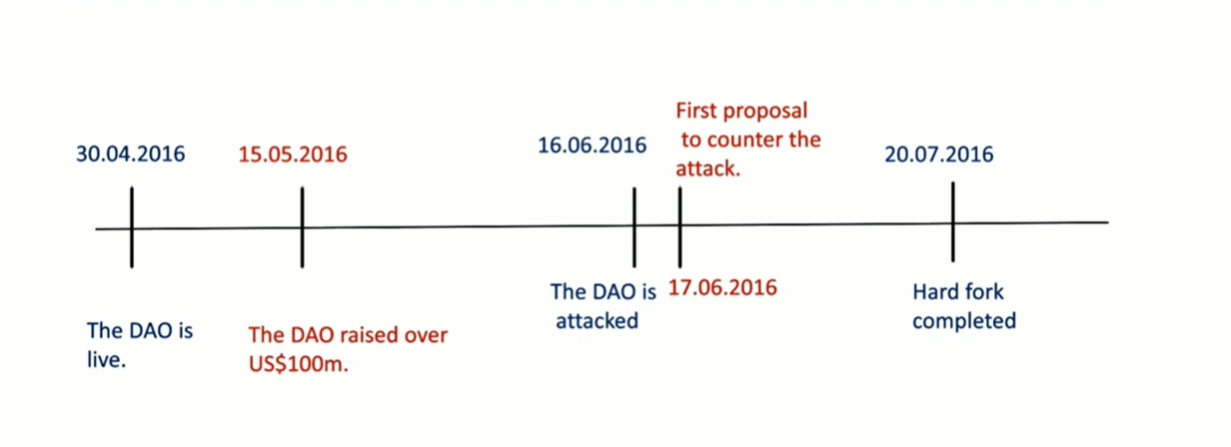 30.04.2016
The DAO is
live.
15.05.2016
The DAO raised over
US$100m.
16.06.2016
The DAO is
attacked
First proposal
to counter the
attack.
17.06.2016
20.07.2016
Hard fork
completed